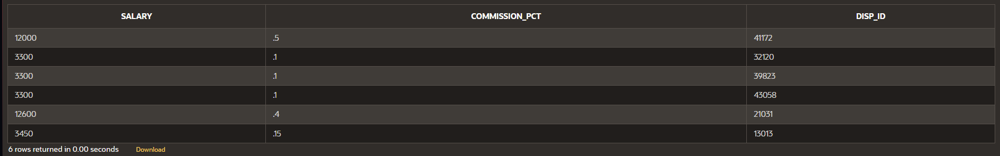 SALARY COMMISSION_PCT DISP_ID
12000 .5 41172
3300 .1 32120
3300 .1 39823
3300 .1 43058
12600 .4 21031
3450 .15 13013
6 rows returned in 0.00 seconds Download